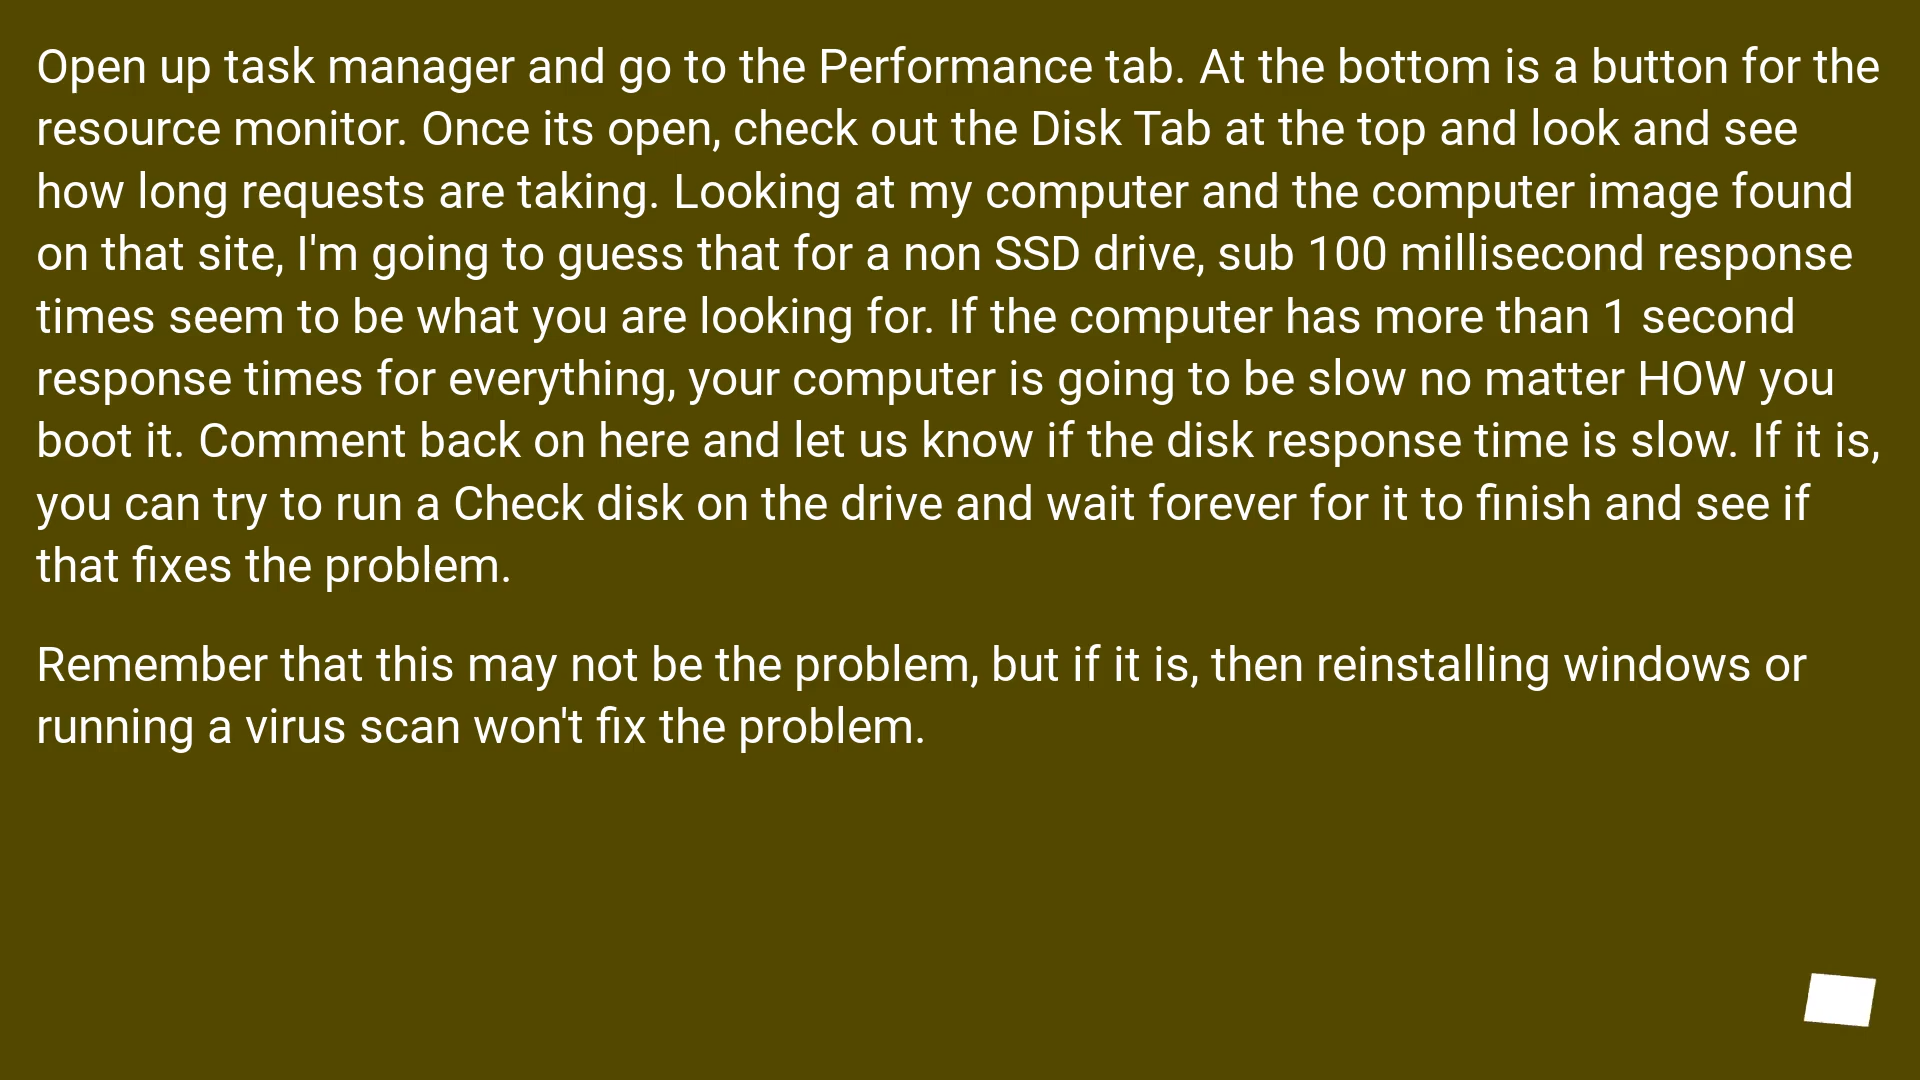 Open up task manager and go to the Performance tab. At the bottom is a button for the
resource monitor. Once its open, check out the Disk Tab at the top and look and see
how long requests are taking. Looking at my computer and the computer image found
on that site, I'm going to guess that for a non SSD drive, sub 100 millisecond response
times seem to be what you are looking for. If the computer has more than 1 second
response times for everything, your computer is going to be slow no matter HOW you
boot it. Comment back on here and let us know if the disk response time is slow. If it is,
you can try to run a Check disk on the drive and wait forever for it to finish and see if
that fixes the problem.
Remember that this may not be the problem, but if it is, then reinstalling windows or
running a virus scan won't fix the problem.